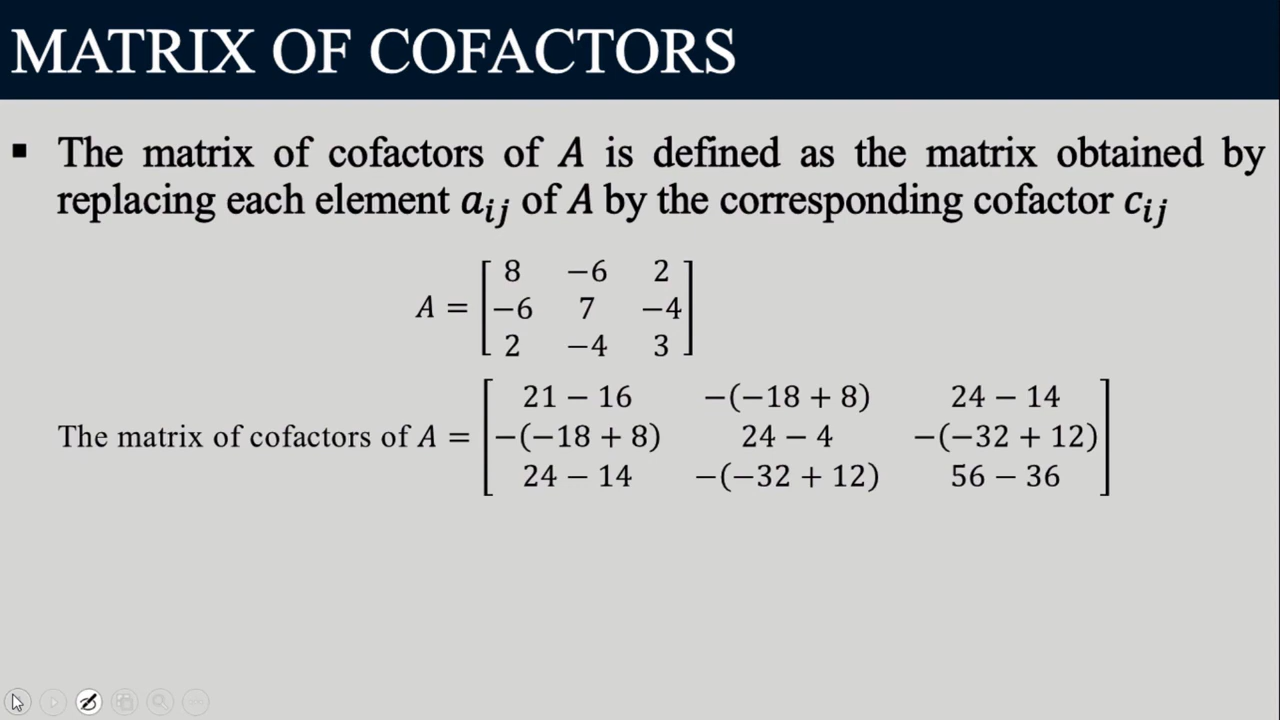 MATRIX OF COFACTORS
▪ The matrix of cofactors of A is defined as the matrix obtained by
replacing each element aᵢⱼ of A by the corresponding cofactor cᵢⱼ
8 −6 2
A = −6 7 −4
2 −4 3
21 − 16 −(−18 + 8) 24 − 14
The matrix of cofactors of A = −(−18 + 8) 24 − 4 −(−32 + 12)
24 − 14 −(−32 + 12) 56 − 36